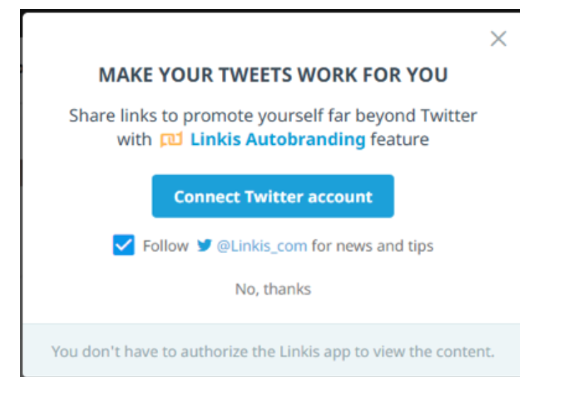 MAKE YOUR TWEETS WORK FOR YOU
Share links to promote yourself far beyond Twitter
with Linkis Autobranding feature
Connect Twitter account
Follow @Linkis_com for news and tips
No, thanks
You don't have to authorize the Linkis app to view the content.